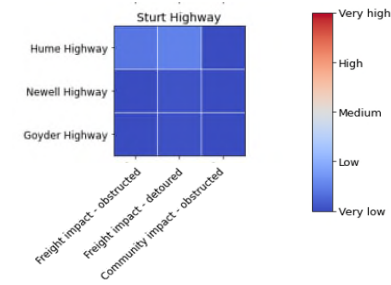 Sturt Highway
Hume Highway
Newell Highway
Goyder Highway
Freight impact - obstructed
Freight impact - detoured
Community impact - obstructed
Very high
High
Medium
Low
Very low